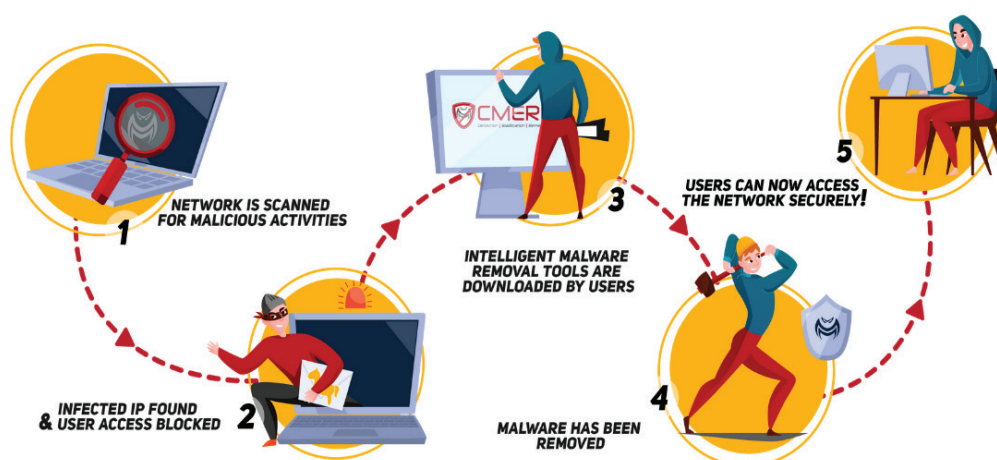 1
NETWORK IS SCANNED
FOR MALICIOUS ACTIVITIES
INFECTED IP FOUND
& USER ACCESS BLOCKED
2
CMER
3
INTELLIGENT MALWARE
REMOVAL TOOLS ARE
DOWNLOADED BY USERS
4
MALWARE HAS BEEN
REMOVED
5
USERS CAN NOW ACCESS
THE NETWORK SECURELY!